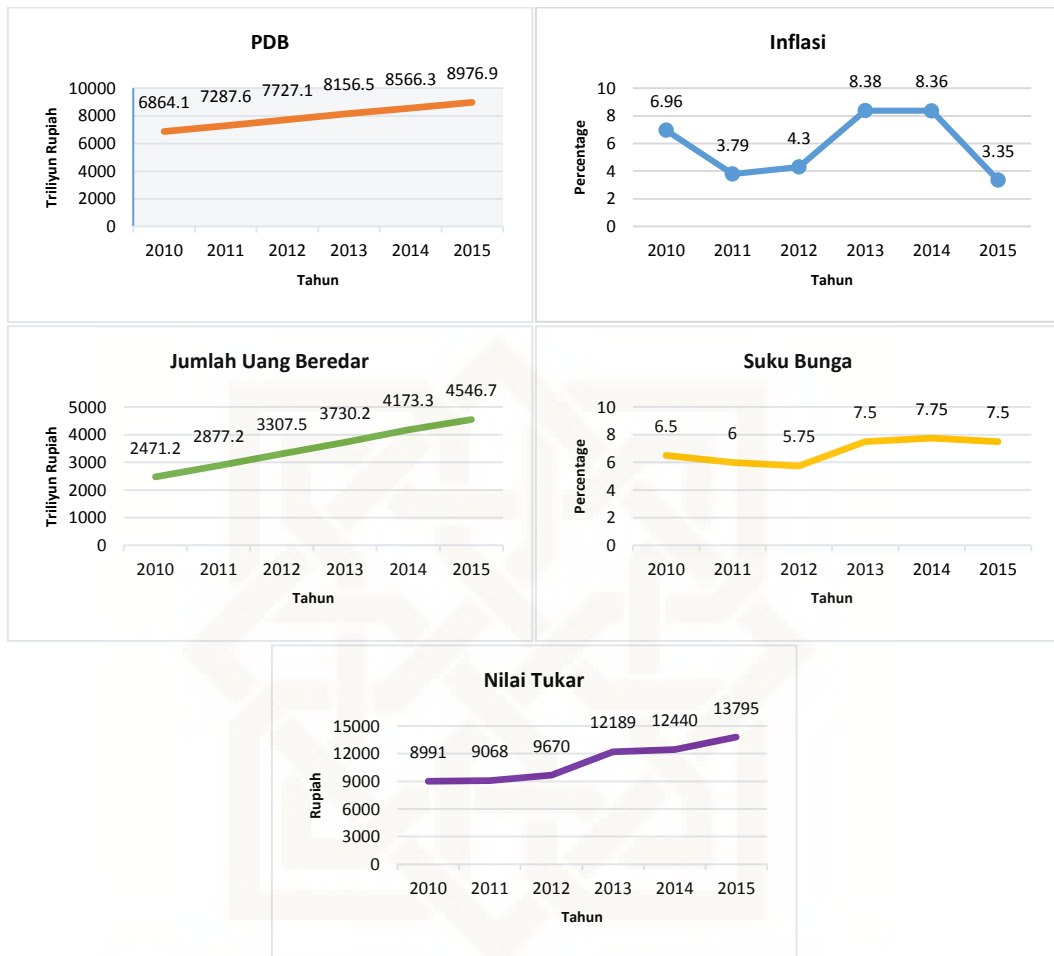 PDB
6864.1 7287.6 7727.1 8156.5 8566.3 8976.9
10000
8000
6000
4000
2000
0
Triliyun Rupiah
2010 2011 2012 2013 2014 2015
Tahun
Inflasi
6.96 3.79 4.3 8.38 8.36 3.35
10
8
6
4
2
0
Percentage
2010 2011 2012 2013 2014 2015
Tahun
Jumlah Uang Beredar
2471.2 2877.2 3307.5 3730.2 4173.3 4546.7
5000
4000
3000
2000
1000
0
Triliyun Rupiah
2010 2011 2012 2013 2014 2015
Tahun
Suku Bunga
6.5 6 5.75 7.5 7.75 7.5
10
8
6
4
2
0
Percentage
2010 2011 2012 2013 2014 2015
Tahun
Nilai Tukar
8991 9068 9670 12189 12440 13795
15000
12000
9000
6000
3000
0
Rupiah
2010 2011 2012 2013 2014 2015
Tahun